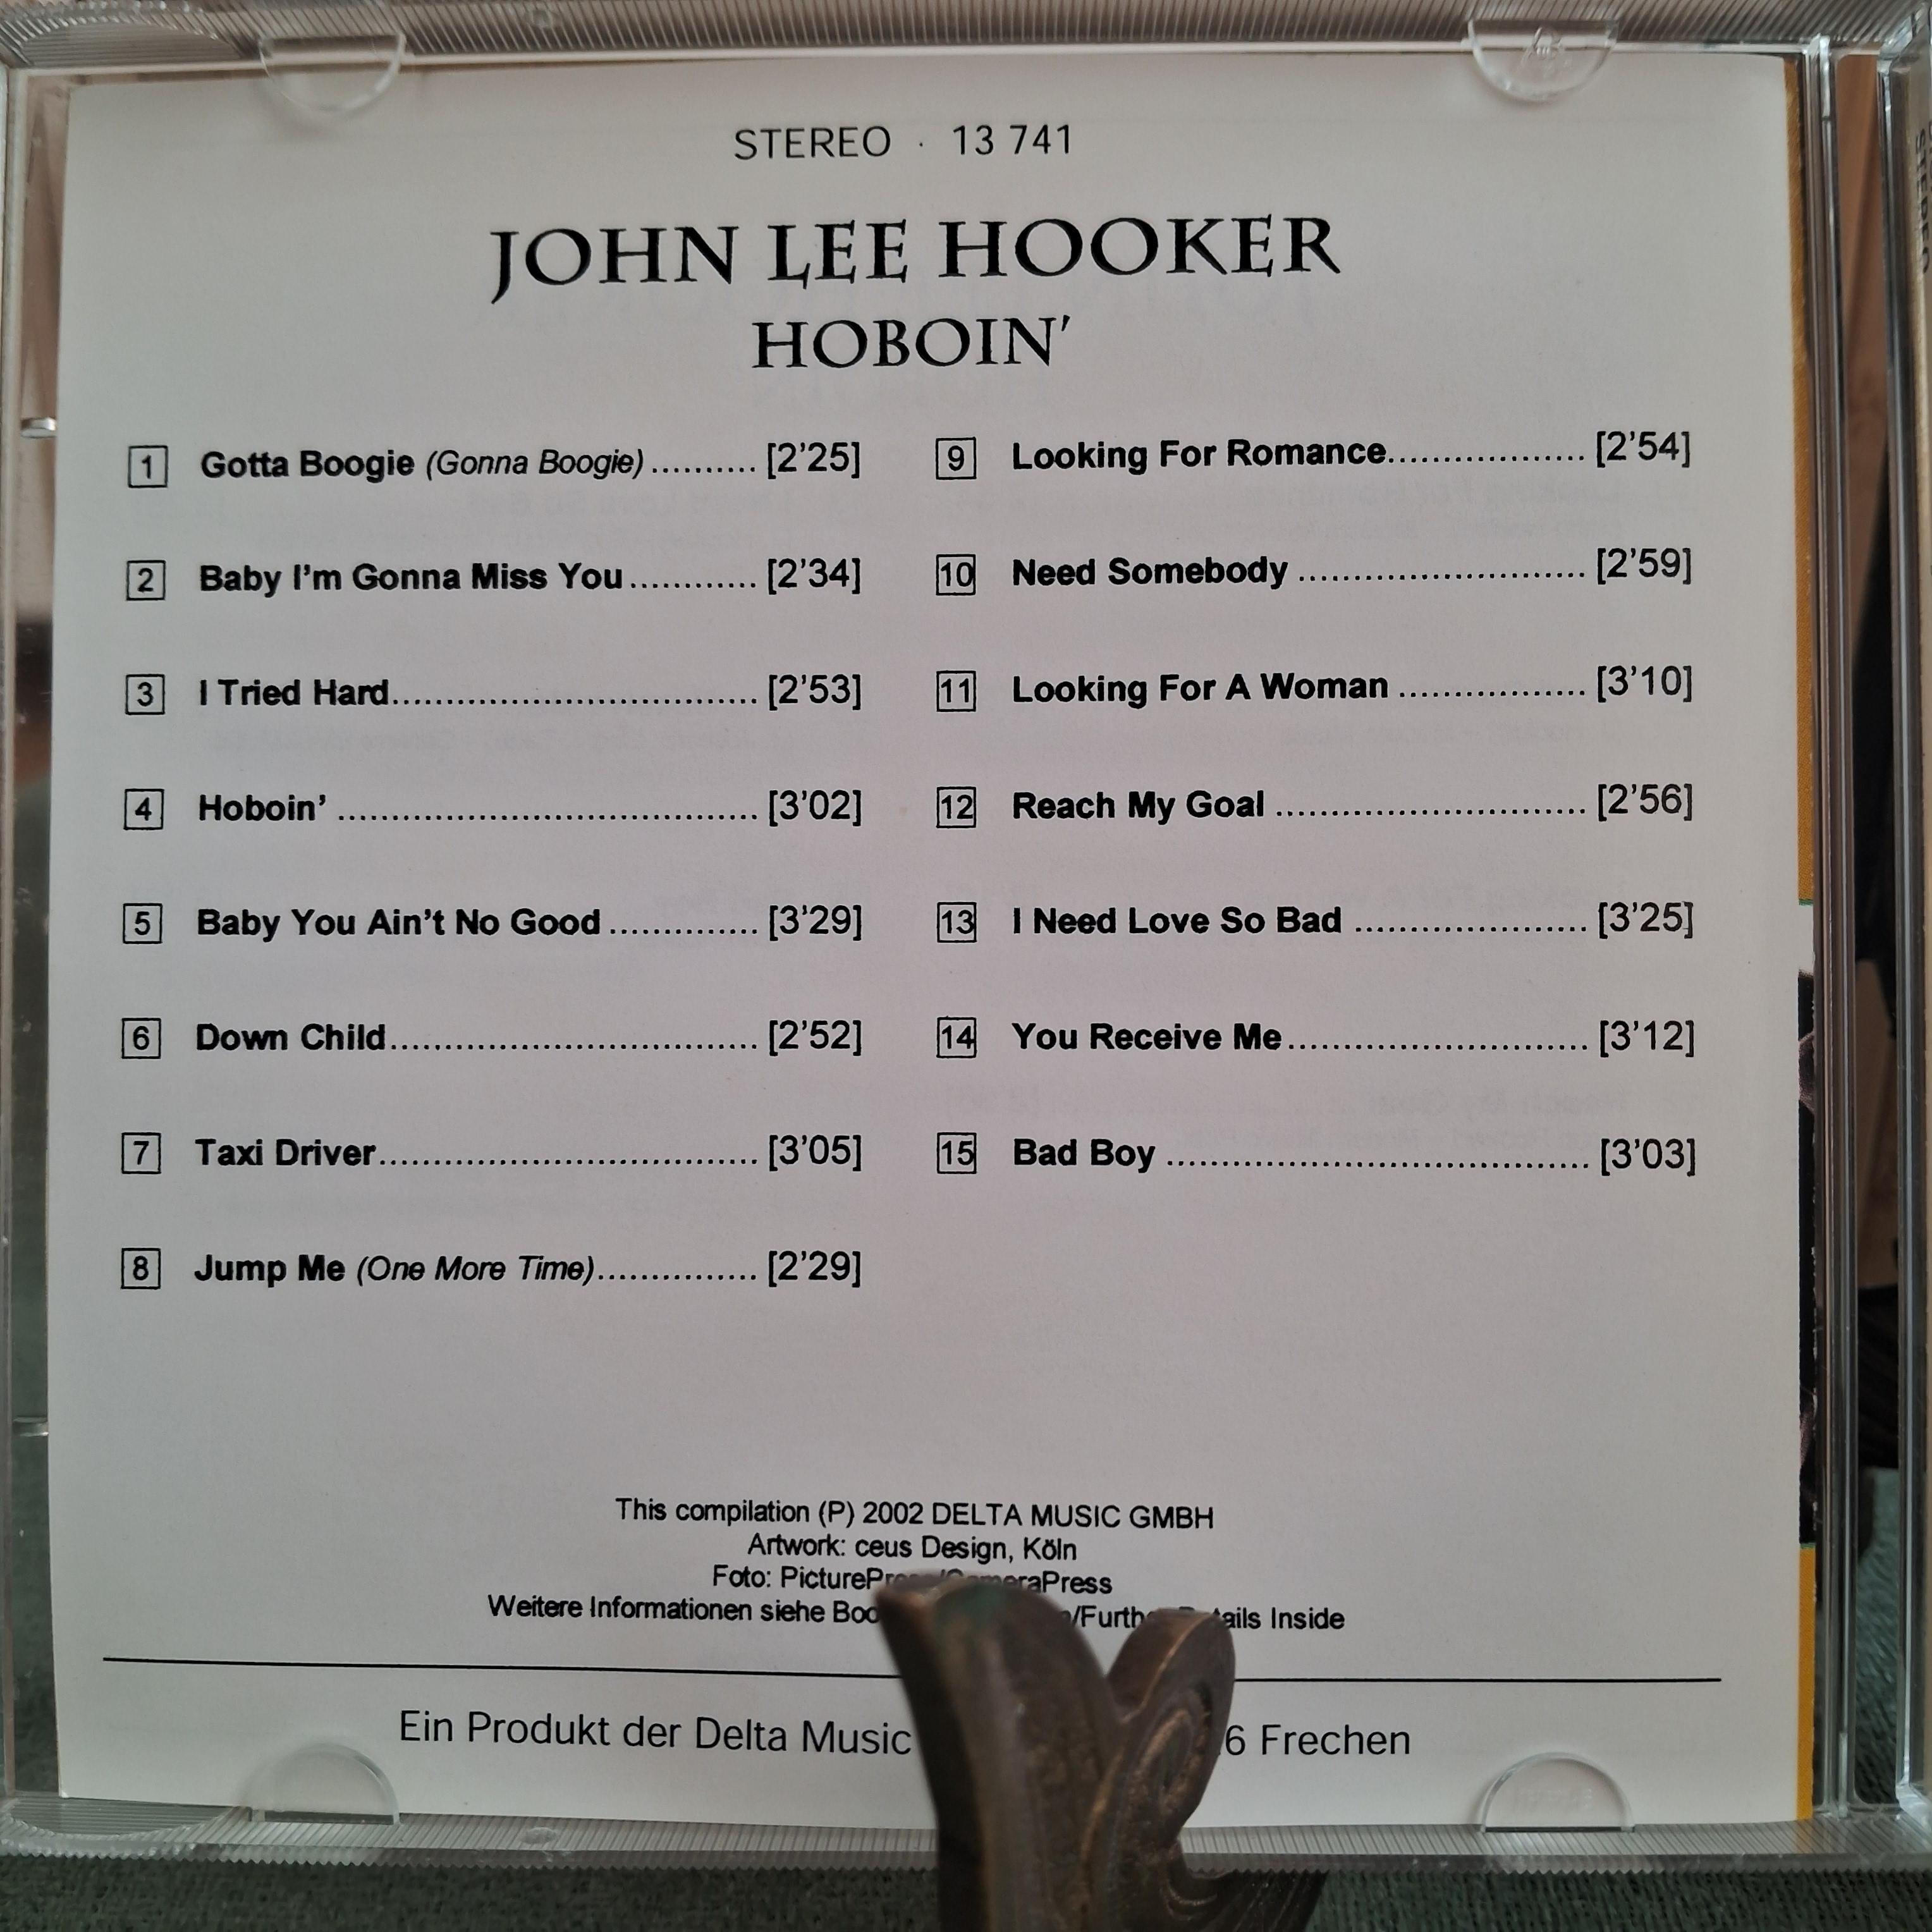 STEREO · 13 741
JOHN LEE HOOKER
HOBOIN'
1 Gotta Boogie (Gonna Boogie).......... [2'25]
2 Baby I'm Gonna Miss You............ [2'34]
3 I Tried Hard................................. [2'53]
4 Hoboin' ...................................... [3'02]
5 Baby You Ain't No Good .............. [3'29]
6 Down Child................................. [2'52]
7 Taxi Driver.................................. [3'05]
8 Jump Me (One More Time)............... [2'29]
9 Looking For Romance.................. [2'54]
10 Need Somebody .......................... [2'59]
11 Looking For A Woman ................. [3'10]
12 Reach My Goal ............................ [2'56]
13 I Need Love So Bad ..................... [3'25]
14 You Receive Me........................... [3'12]
15 Bad Boy ...................................... [3'03]
This compilation (P) 2002 DELTA MUSIC GMBH
Artwork: ceus Design, Köln
Foto:
Weitere Informationen siehe Details Inside
Ein Produkt der Delta Music Frechen